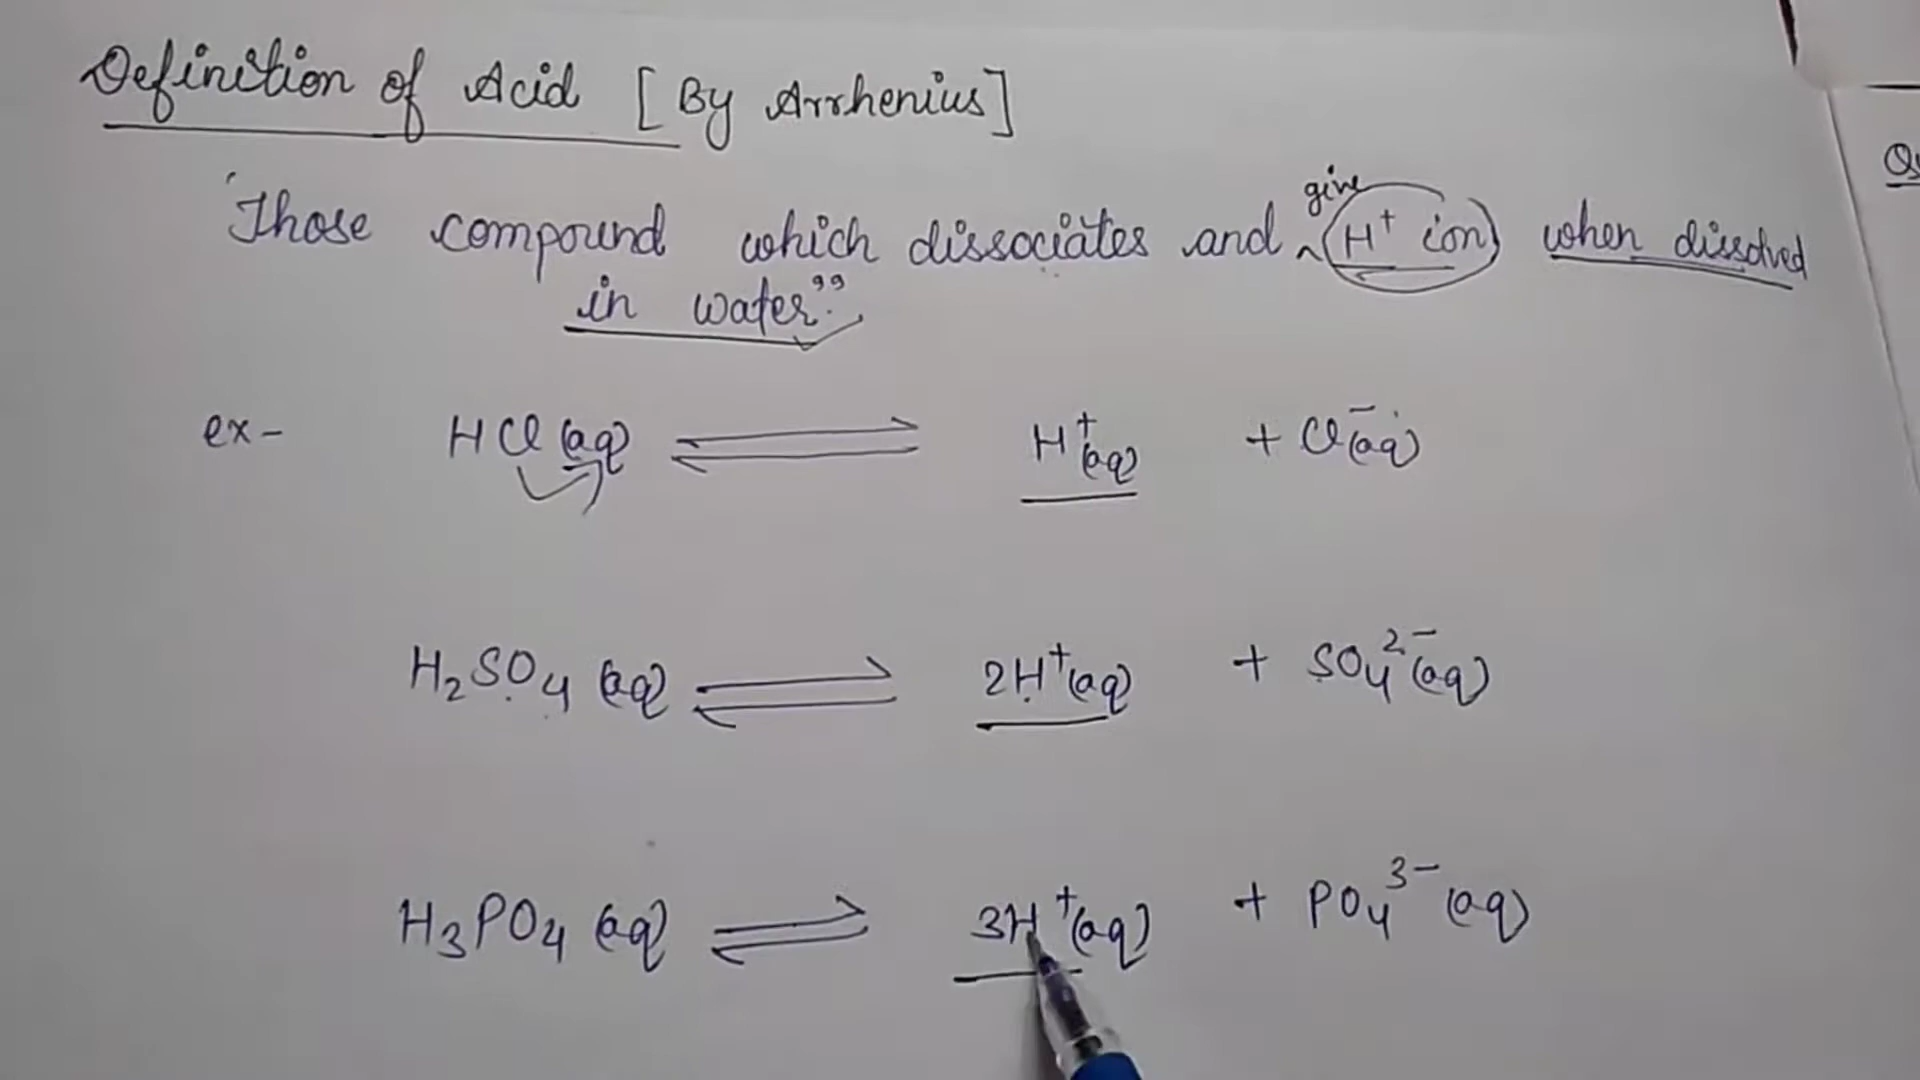 Definition of Acid [By Arrhenius]
'Those compound which dissociates and give H⁺ ion when dissolved
in water”.
ex- HCl (aq) ⇌ H⁺(aq) + Cl⁻(aq)
H₂SO₄ (aq) ⇌ 2H⁺(aq) + SO₄²⁻(aq)
H₃PO₄ (aq) ⇌ 3H⁺(aq) + PO₄³⁻(aq)